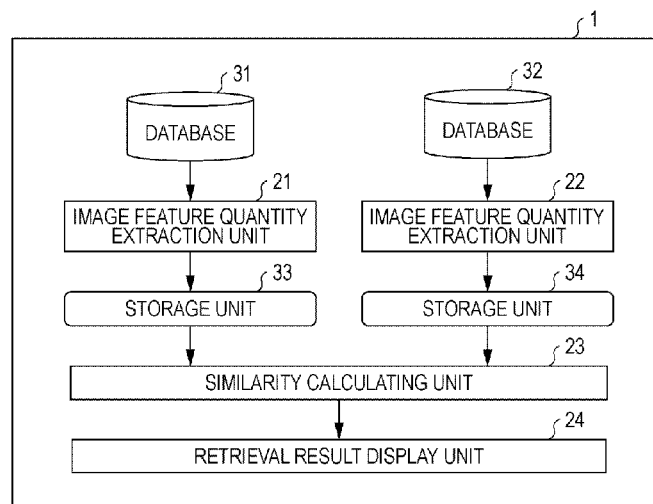 1
31
32
DATABASE
DATABASE
21
22
IMAGE FEATURE QUANTITY
EXTRACTION UNIT
IMAGE FEATURE QUANTITY
EXTRACTION UNIT
33
34
STORAGE UNIT
STORAGE UNIT
23
SIMILARITY CALCULATING UNIT
24
RETRIEVAL RESULT DISPLAY UNIT